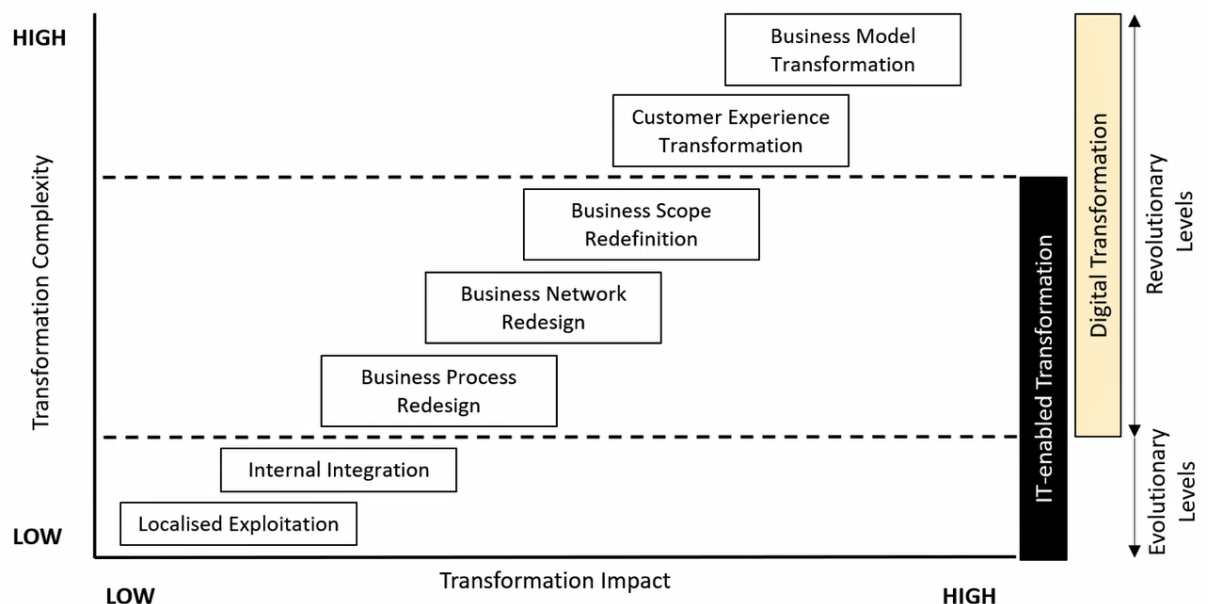 HIGH
Business Model
Transformation
Customer Experience
Transformation
Business Scope
Redefinition
Business Network
Redesign
Business Process
Redesign
Internal Integration
Localised Exploitation
LOW
Transformation Complexity
Transformation Impact
LOW
HIGH
IT-enabled Transformation
Digital Transformation
Revolutionary
Levels
Evolutionary
Levels